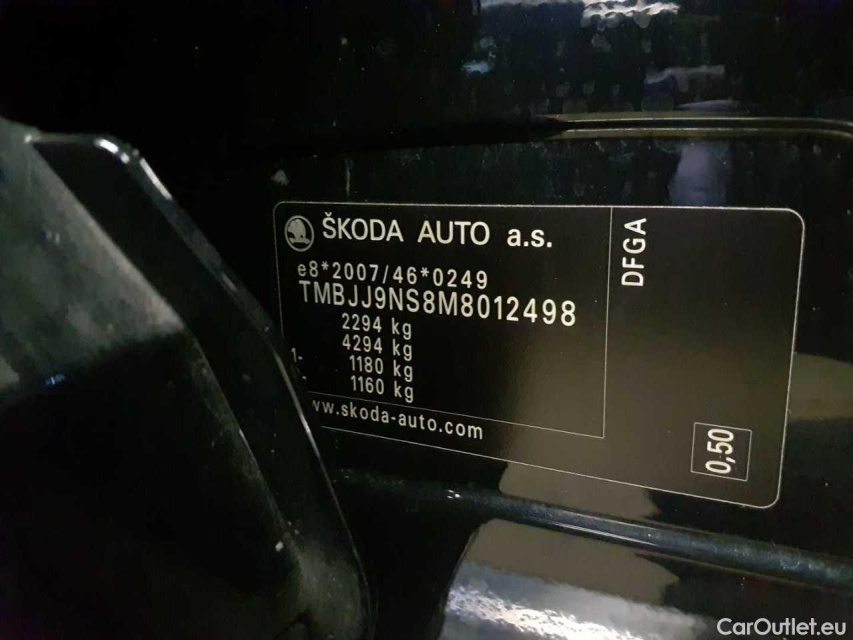 ŠKODA AUTO a.s.
e8*2007/46*0249
TMBJJ9NS8M8012498
2294 kg
4294 kg
1- 1180 kg
1160 kg
www.skoda-auto.com
DFGA
0,50
CarOutlet.eu